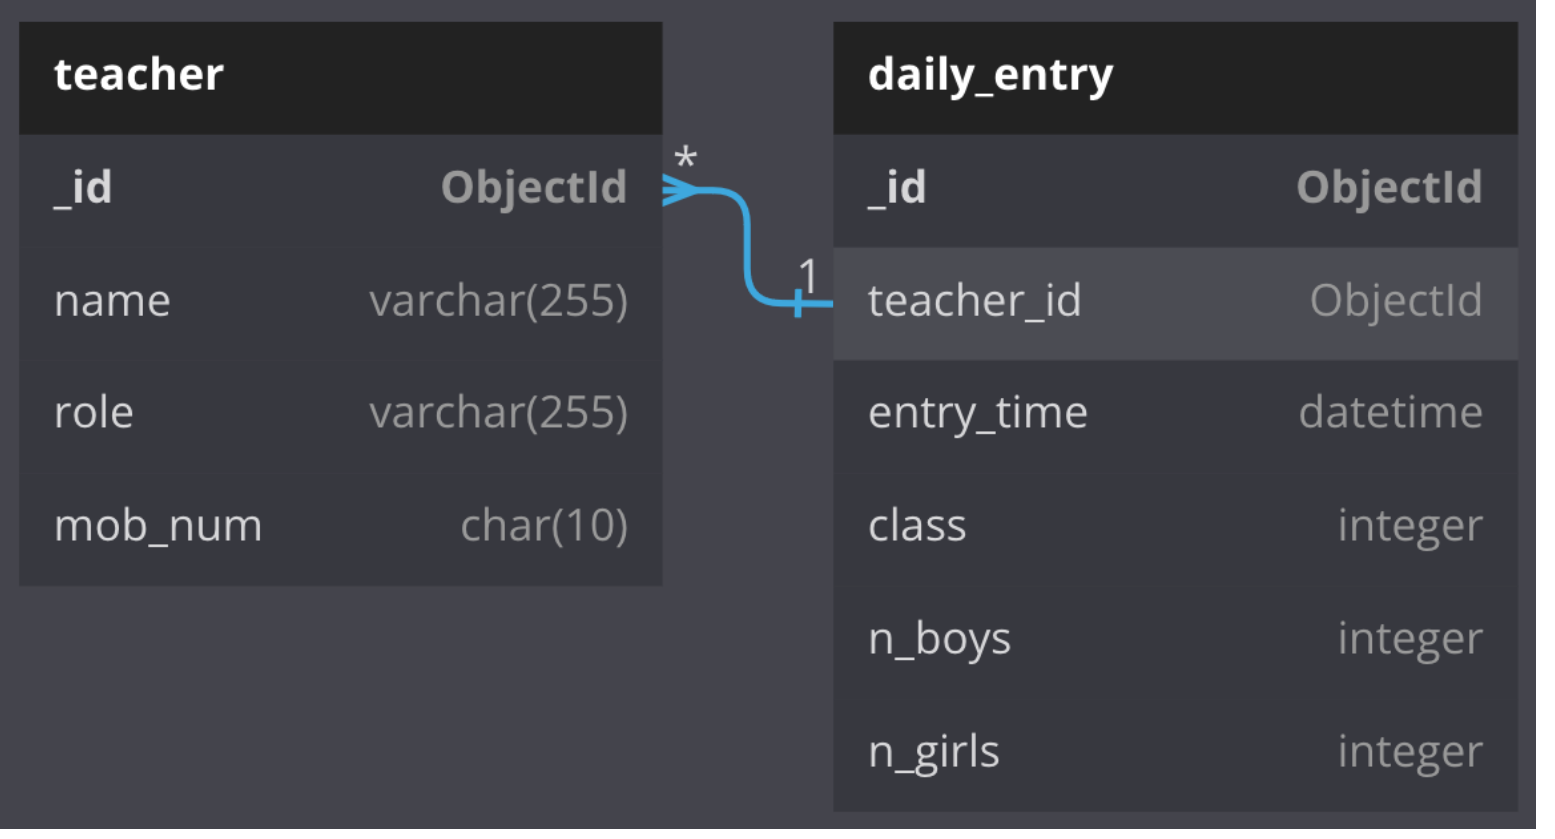 teacher
_id ObjectId
name varchar(255)
role varchar(255)
mob_num char(10)
*
1
daily_entry
_id ObjectId
teacher_id ObjectId
entry_time datetime
class integer
n_boys integer
n_girls integer